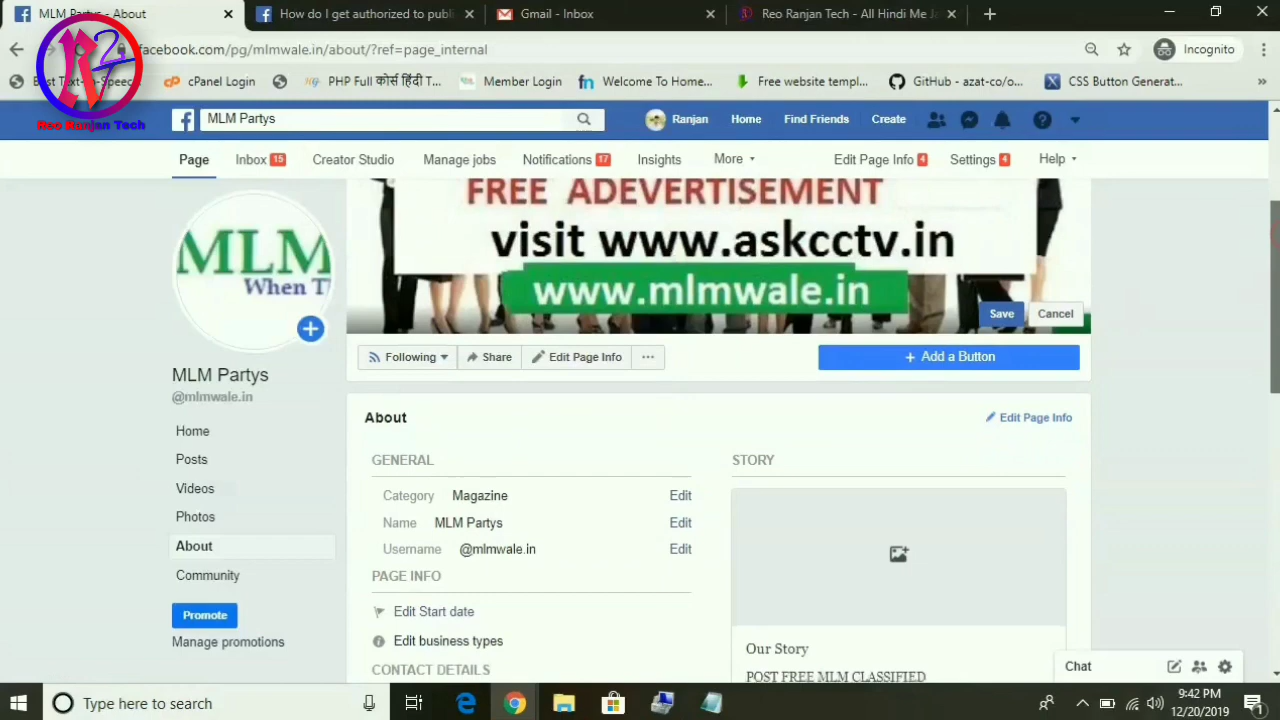 MLM Partys - About
How do I get authorized to publ
Gmail - Inbox
Reo Ranjan Tech - All Hindi Me Ja
facebook.com/pg/mlmwale.in/about/?ref=page_internal
Incognito
Best Text-to-Speec
cPanel Login
PHP Full कोर्स हिंदी T...
Member Login
Welcome To Home...
Free website templ...
GitHub - azat-co/o...
CSS Button Generat...
Reo Ranjan Tech
MLM Partys
Ranjan
Home
Find Friends
Create
Page
Inbox 15
Creator Studio
Manage jobs
Notifications 17
Insights
More
Edit Page Info 4
Settings 4
Help
FREE ADEVERTISEMENT
visit www.askcctv.in
www.mlmwale.in
Save
Cancel
MLM
When T
Following
Share
Edit Page Info
...
+ Add a Button
MLM Partys
@mlmwale.in
Home
Posts
Videos
Photos
About
Community
Promote
Manage promotions
About
Edit Page Info
GENERAL
Category Magazine Edit
Name MLM Partys Edit
Username @mlmwale.in Edit
PAGE INFO
Edit Start date
Edit business types
CONTACT DETAILS
STORY
Our Story
POST FREE MLM CLASSIFIED
Chat
Type here to search
9:42 PM
12/20/2019
1